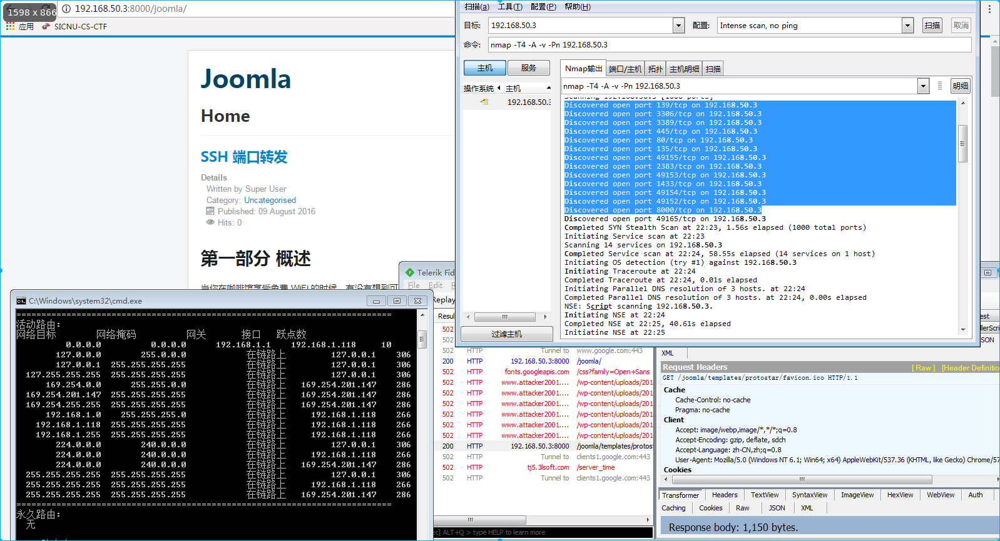 1598 x 866
192.168.50.3:8000/joomla/
应用
SICNU-CS-CTF
Joomla
Home
SSH 端口转发
Details
Written by Super User
Category: Uncategorised
Published: 09 August 2016
Hits: 0
第一部分 概述
扫描(a) 工具(T) 配置(P) 帮助(H)
目标: 192.168.50.3 配置: Intense scan, no ping 扫描 取消
命令: nmap -T4 -A -v -Pn 192.168.50.3
主机 服务
操作系统 主机
192.168.50.3
过滤主机
Nmap输出 端口/主机 拓扑 主机明细 扫描
nmap -T4 -A -v -Pn 192.168.50.3 明细
Scanning 192.168.50.3 [1000 ports]
Discovered open port 139/tcp on 192.168.50.3
Discovered open port 3306/tcp on 192.168.50.3
Discovered open port 3389/tcp on 192.168.50.3
Discovered open port 445/tcp on 192.168.50.3
Discovered open port 80/tcp on 192.168.50.3
Discovered open port 135/tcp on 192.168.50.3
Discovered open port 49155/tcp on 192.168.50.3
Discovered open port 2383/tcp on 192.168.50.3
Discovered open port 49153/tcp on 192.168.50.3
Discovered open port 1433/tcp on 192.168.50.3
Discovered open port 49154/tcp on 192.168.50.3
Discovered open port 49152/tcp on 192.168.50.3
Discovered open port 8000/tcp on 192.168.50.3
Discovered open port 49165/tcp on 192.168.50.3
Completed SYN Stealth Scan at 22:23, 1.56s elapsed (1000 total ports)
Initiating Service scan at 22:23
Scanning 14 services on 192.168.50.3
Completed Service scan at 22:24, 58.55s elapsed (14 services on 1 host)
Initiating OS detection (try #1) against 192.168.50.3
Initiating Traceroute at 22:24
Completed Traceroute at 22:24, 0.01s elapsed
Initiating Parallel DNS resolution of 3 hosts. at 22:24
Completed Parallel DNS resolution of 3 hosts. at 22:24, 0.00s elapsed
NSE: Script scanning 192.168.50.3.
Initiating NSE at 22:24
Completed NSE at 22:25, 40.61s elapsed
Initiating NSE at 22:25
C:\Windows\system32\cmd.exe
活动路由:
网络目标 网络掩码 网关 接口 跃点数
0.0.0.0 0.0.0.0 192.168.1.1 192.168.1.118 10
127.0.0.0 255.0.0.0 在链路上 127.0.0.1 306
127.0.0.1 255.255.255.255 在链路上 127.0.0.1 306
127.255.255.255 255.255.255.255 在链路上 127.0.0.1 306
169.254.0.0 255.255.0.0 在链路上 169.254.201.147 286
169.254.201.147 255.255.255.255 在链路上 169.254.201.147 286
169.254.255.255 255.255.255.255 在链路上 169.254.201.147 286
192.168.1.0 255.255.255.0 在链路上 192.168.1.118 266
192.168.1.118 255.255.255.255 在链路上 192.168.1.118 266
192.168.1.255 255.255.255.255 在链路上 192.168.1.118 266
224.0.0.0 240.0.0.0 在链路上 127.0.0.1 306
224.0.0.0 240.0.0.0 在链路上 192.168.1.118 266
224.0.0.0 240.0.0.0 在链路上 169.254.201.147 286
255.255.255.255 255.255.255.255 在链路上 127.0.0.1 306
255.255.255.255 255.255.255.255 在链路上 192.168.1.118 266
255.255.255.255 255.255.255.255 在链路上 169.254.201.147 286
永久路由:
无
Telerik Fid
File Edit R
Replay
Resul
502
502
502 HTTP Tunnel to www.google.com:443
200 HTTP 192.168.50.3:8000 /joomla/
502 HTTP fonts.googleapis.com /css?family=Open+Sans
502 HTTP www.attacker2001.... /wp-content/uploads/201
502 HTTP www.attacker2001.... /wp-content/uploads/201
502 HTTP www.attacker2001.... /wp-content/uploads/201
502 HTTP www.attacker2001.... /wp-content/uploads/201
502 HTTP www.attacker2001.... /wp-content/uploads/201
502 HTTP www.attacker2001.... /wp-content/uploads/201
200 HTTP 192.168.50.3:8000 /joomla/templates/protos
502 HTTP Tunnel to clients1.google.com:443
502 HTTP tj5.3lsoft.com /server_time
502 HTTP Tunnel to clients1.google.com:443
ec] ALT+Q > type HELP to learn more
est
lerScri
SON
XML
Request Headers [ Raw ] [Header Definitio
GET /joomla/templates/protostar/favicon.ico HTTP/1.1
Cache
Cache-Control: no-cache
Pragma: no-cache
Client
Accept: image/webp,image/*,*/*;q=0.8
Accept-Encoding: gzip, deflate, sdch
Accept-Language: zh-CN,zh;q=0.8
User-Agent: Mozilla/5.0 (Windows NT 6.1; Win64; x64) AppleWebKit/537.36 (KHTML, like Gecko) Chrome/57
Cookies
Transformer Headers TextView SyntaxView ImageView HexView WebView Auth
Caching Cookies Raw JSON XML
Response body: 1,150 bytes.